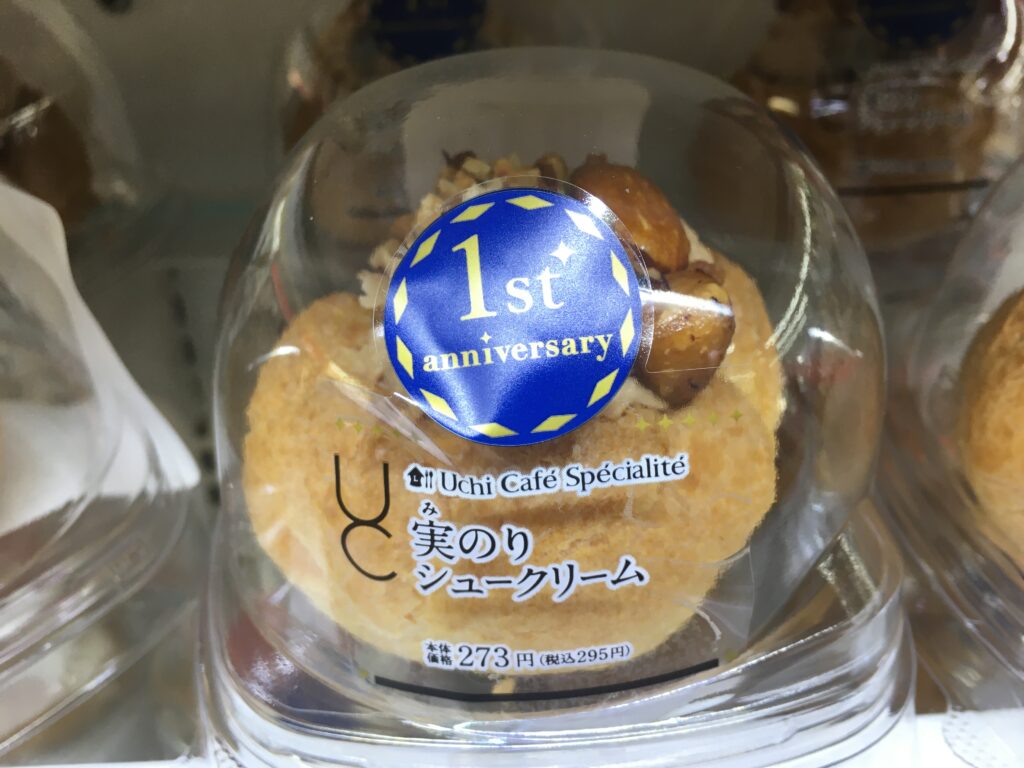 1st
anniversary
UC
Uchi Café Spécialité
み
実のり
シュークリーム
本体
価格 273円(税込295円)